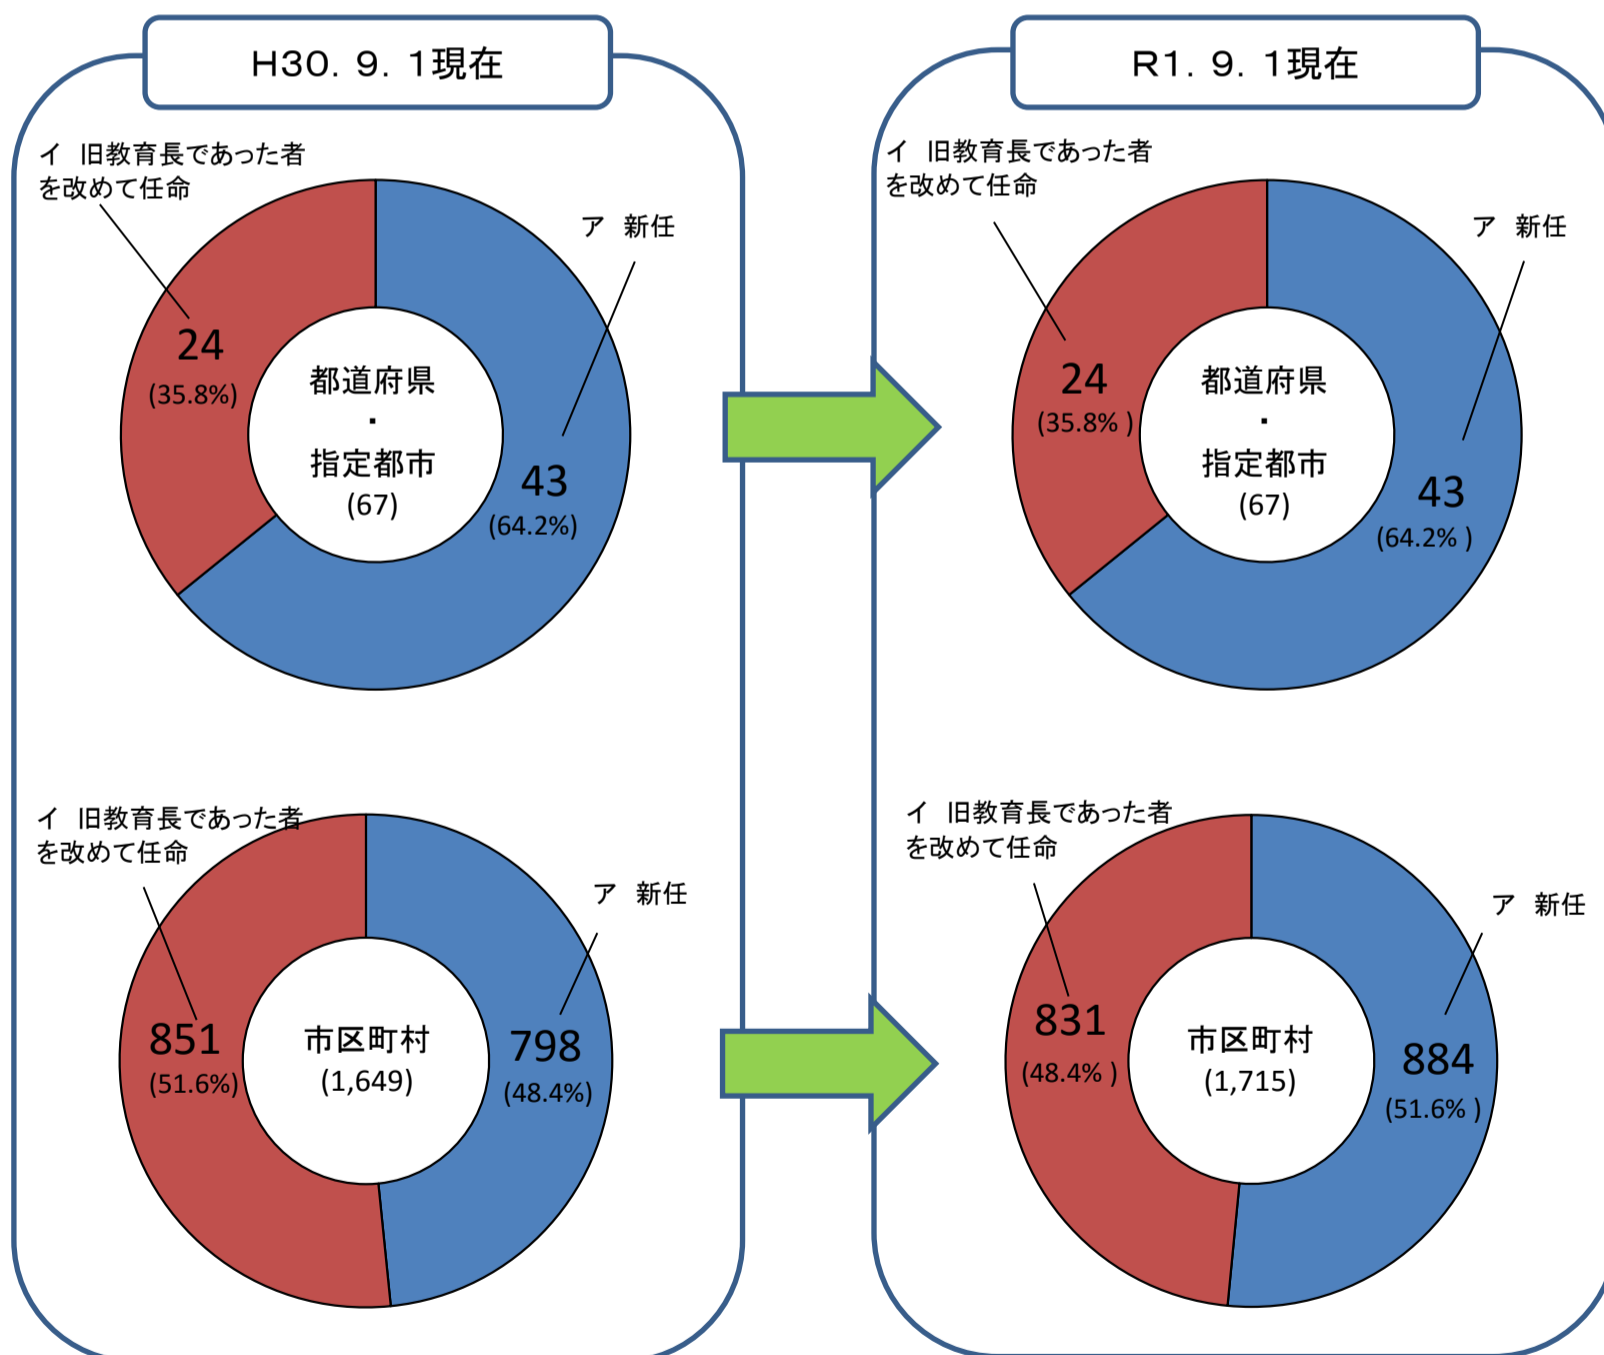 H30. 9. 1現在
イ 旧教育長であった者
を改めて任命
ア 新任
24
(35.8%)
都道府県
・
指定都市
(67)
43
(64.2%)
イ 旧教育長であった者
を改めて任命
ア 新任
851
(51.6%)
市区町村
(1,649)
798
(48.4%)
R1. 9. 1現在
イ 旧教育長であった者
を改めて任命
ア 新任
24
(35.8% )
都道府県
・
指定都市
(67)
43
(64.2% )
イ 旧教育長であった者
を改めて任命
ア 新任
831
(48.4% )
市区町村
(1,715)
884
(51.6% )